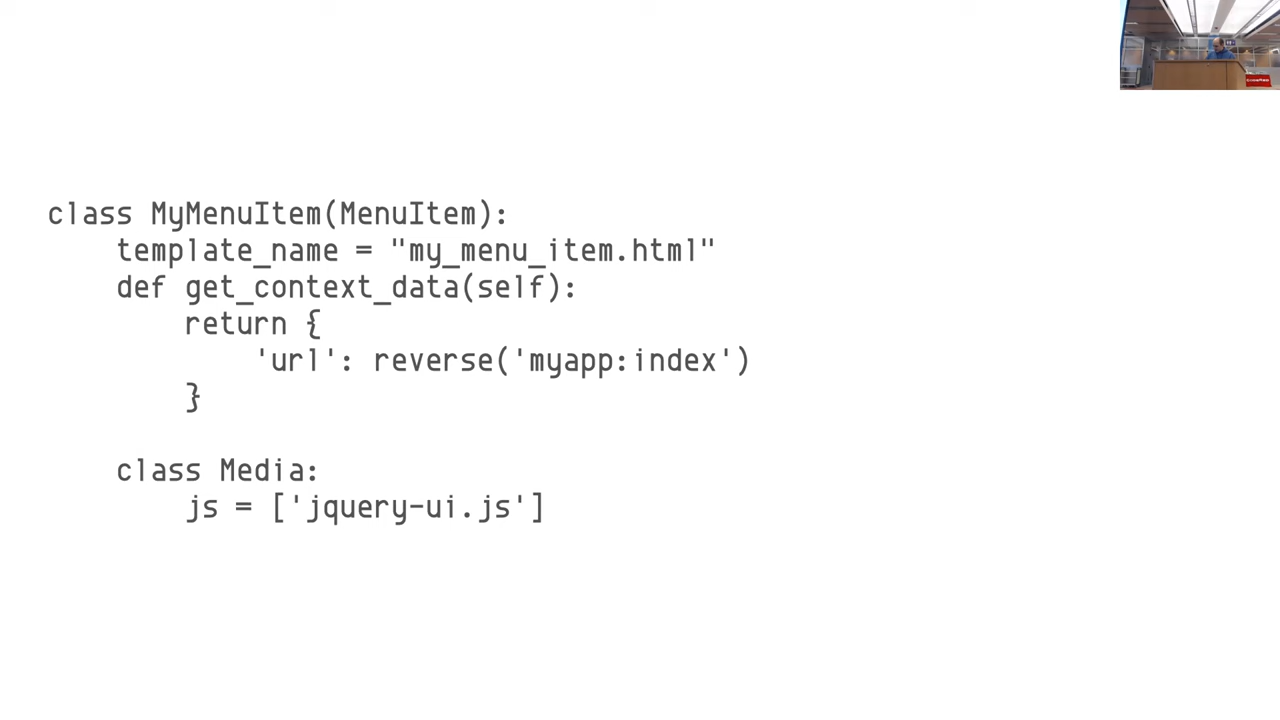 class MyMenuItem(MenuItem):
    template_name = "my_menu_item.html"
    def get_context_data(self):
        return {
            'url': reverse('myapp:index')
        }
    class Media:
        js = ['jquery-ui.js']